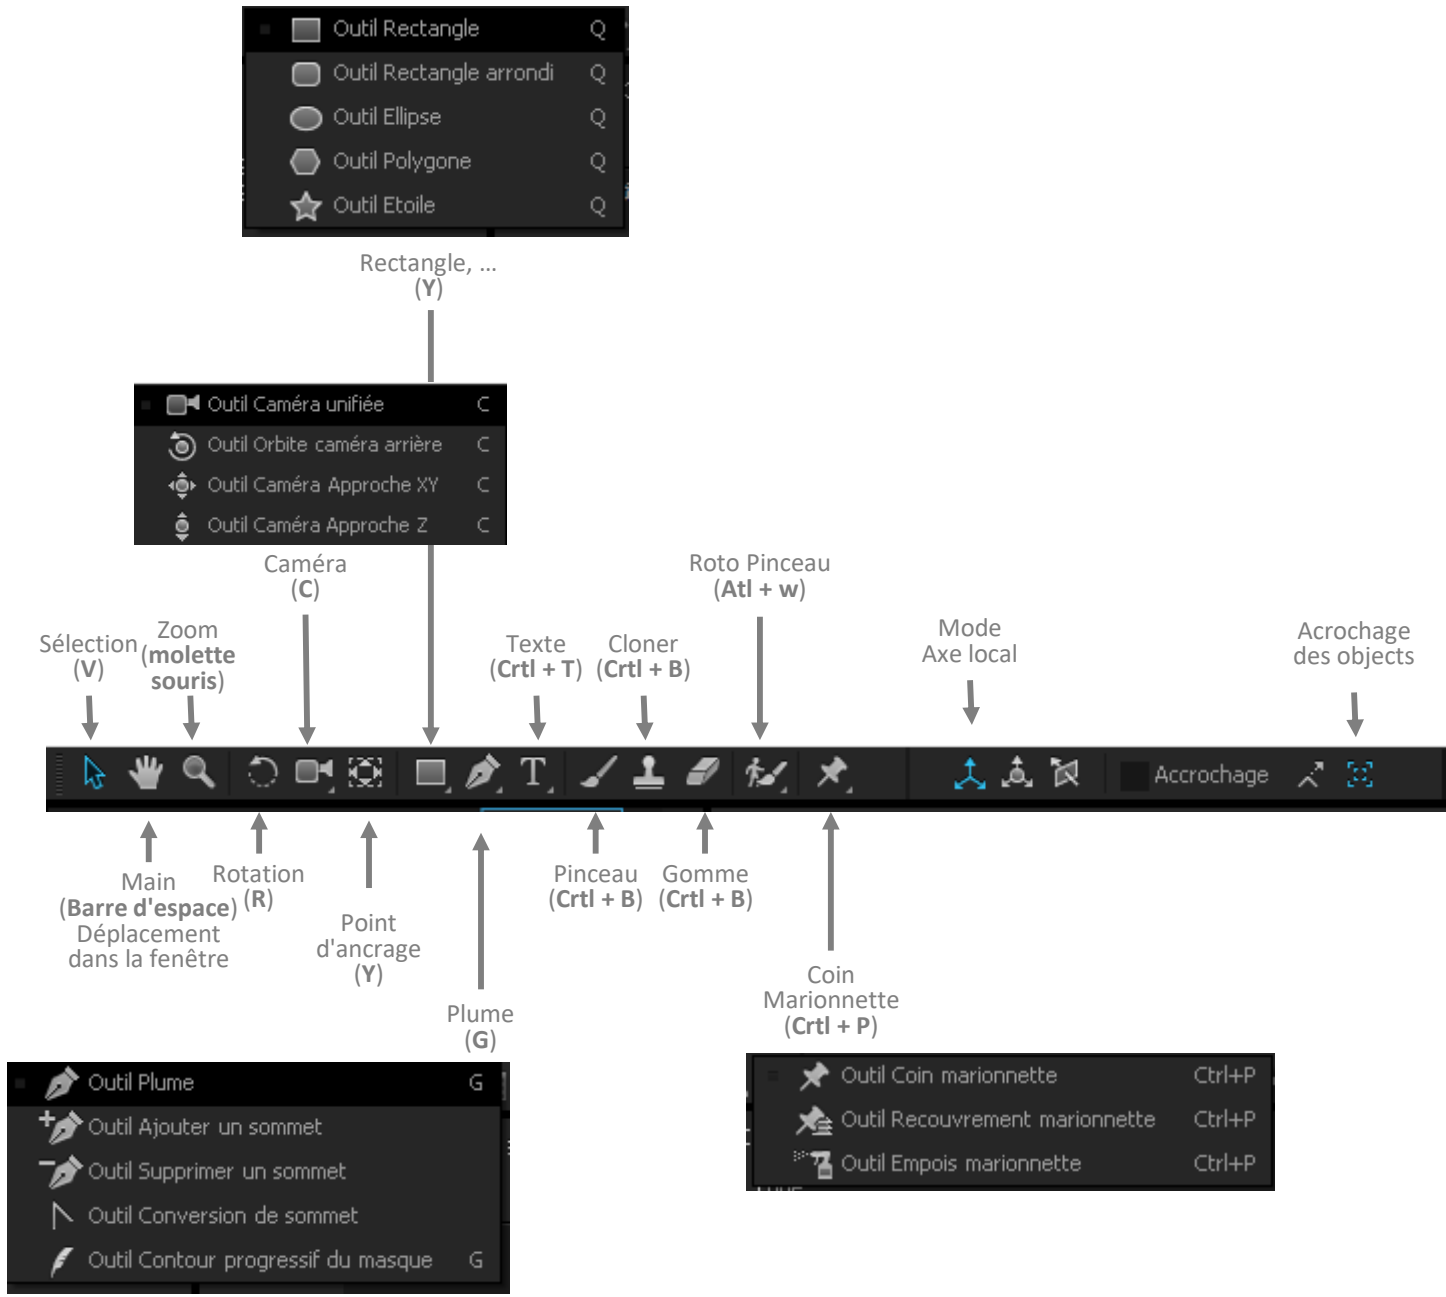 Outil Rectangle Q
Outil Rectangle arrondi Q
Outil Ellipse Q
Outil Polygone Q
Outil Etoile Q
Rectangle, ...
(Y)
Outil Caméra unifiée C
Outil Orbite caméra arrière C
Outil Caméra Approche XY C
Outil Caméra Approche Z C
Caméra
(C)
Roto Pinceau
(Atl + w)
Sélection
(V)
Zoom
(molette
souris)
Texte
(Crtl + T)
Cloner
(Crtl + B)
Mode
Axe local
Acrochage
des objects
Accrochage
Main
(Barre d'espace)
Déplacement
dans la fenêtre
Rotation
(R)
Point
d'ancrage
(Y)
Plume
(G)
Pinceau
(Crtl + B)
Gomme
(Crtl + B)
Coin
Marionnette
(Crtl + P)
Outil Plume G
Outil Ajouter un sommet
Outil Supprimer un sommet
Outil Conversion de sommet
Outil Contour progressif du masque G
Outil Coin marionnette Ctrl+P
Outil Recouvrement marionnette Ctrl+P
Outil Empois marionnette Ctrl+P